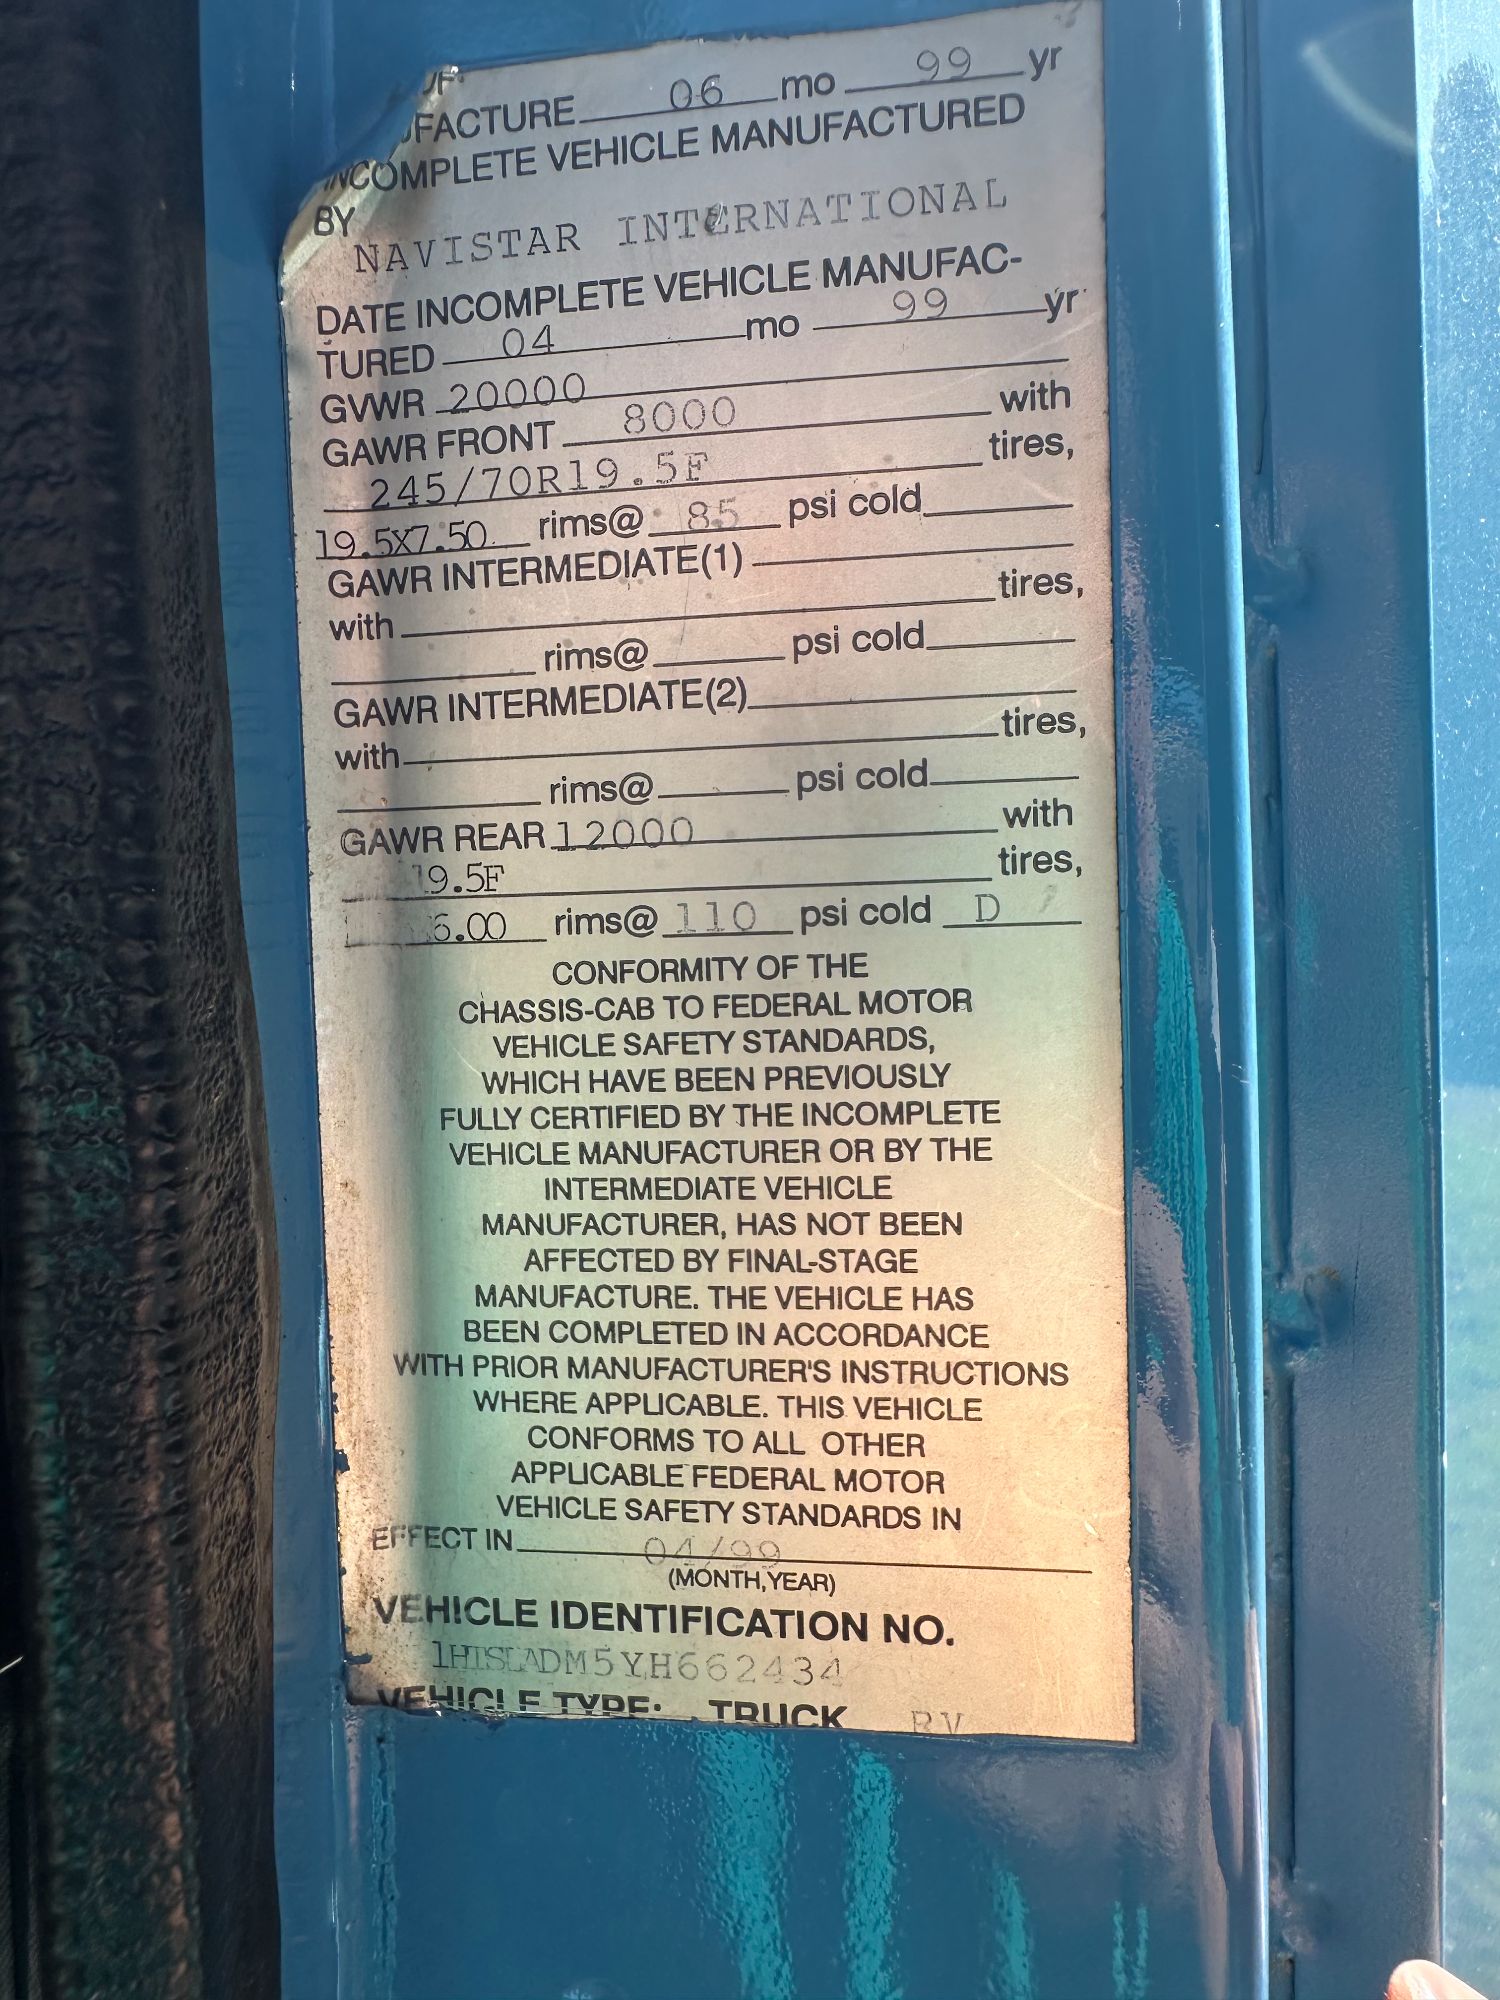 UFACTURE 06 mo 99 yr
INCOMPLETE VEHICLE MANUFACTURED
BY
NAVISTAR INTERNATIONAL
DATE INCOMPLETE VEHICLE MANUFAC-
TURED 04 mo 99 yr
GVWR 20000
GAWR FRONT 8000 with
245/70R19.5F tires,
19.5X7.50 rims@ 85 psi cold
GAWR INTERMEDIATE(1)
with tires,
rims@ psi cold
GAWR INTERMEDIATE(2)
with tires,
rims@ psi cold
GAWR REAR 12000 with
19.5F tires,
6.00 rims@ 110 psi cold D
CONFORMITY OF THE
CHASSIS-CAB TO FEDERAL MOTOR
VEHICLE SAFETY STANDARDS,
WHICH HAVE BEEN PREVIOUSLY
FULLY CERTIFIED BY THE INCOMPLETE
VEHICLE MANUFACTURER OR BY THE
INTERMEDIATE VEHICLE
MANUFACTURER, HAS NOT BEEN
AFFECTED BY FINAL-STAGE
MANUFACTURE. THE VEHICLE HAS
BEEN COMPLETED IN ACCORDANCE
WITH PRIOR MANUFACTURER'S INSTRUCTIONS
WHERE APPLICABLE. THIS VEHICLE
CONFORMS TO ALL OTHER
APPLICABLE FEDERAL MOTOR
VEHICLE SAFETY STANDARDS IN
EFFECT IN 04/99
(MONTH,YEAR)
VEHICLE IDENTIFICATION NO.
VEHICLE TYPE: TRUCK RV